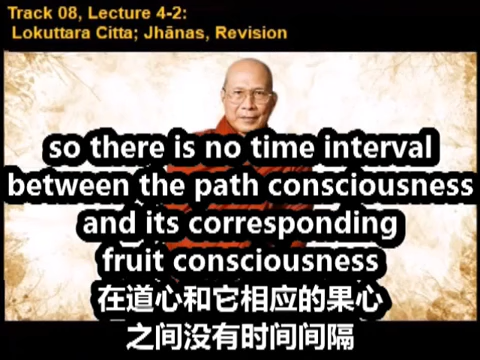 Track 08, Lecture 4-2:
Lokuttara Citta; Jhānas, Revision
so there is no time interval
between the path consciousness
and its corresponding
fruit consciousness
在道心和它相应的果心
之间没有时间间隔